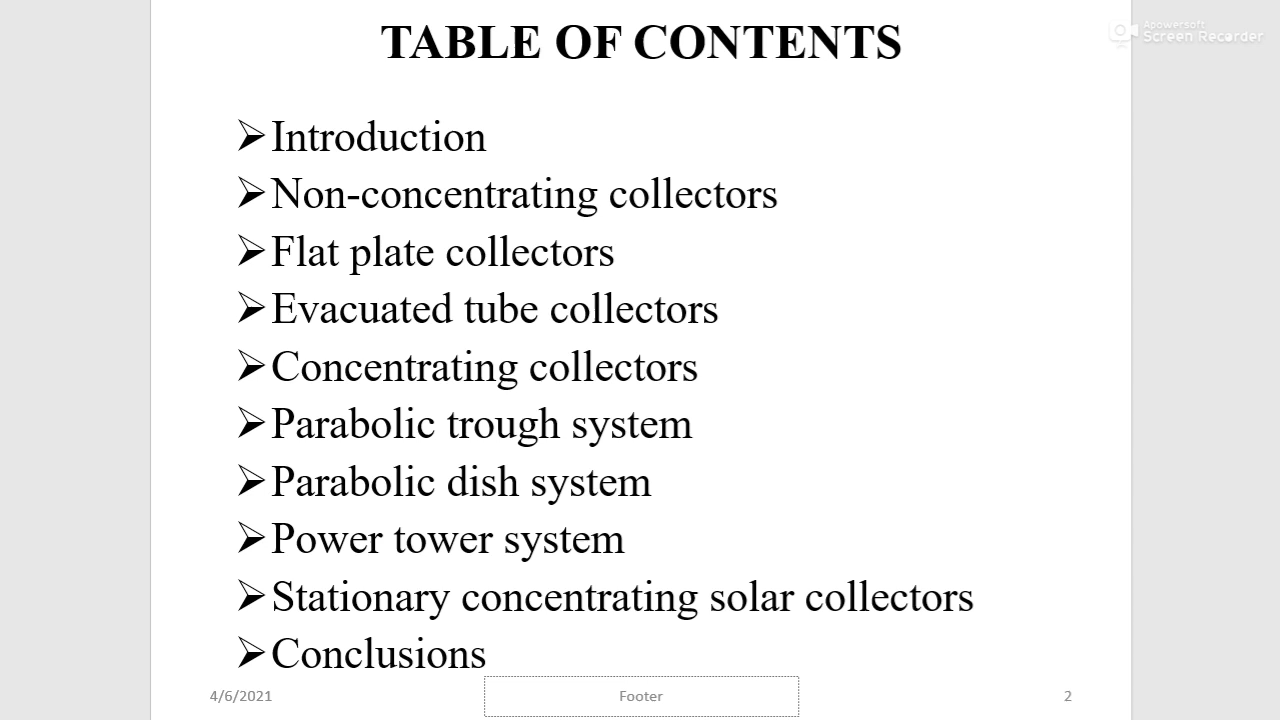 TABLE OF CONTENTS
Apowersoft
Screen Recorder
➢Introduction
➢Non-concentrating collectors
➢Flat plate collectors
➢Evacuated tube collectors
➢Concentrating collectors
➢Parabolic trough system
➢Parabolic dish system
➢Power tower system
➢Stationary concentrating solar collectors
➢Conclusions
4/6/2021 Footer 2